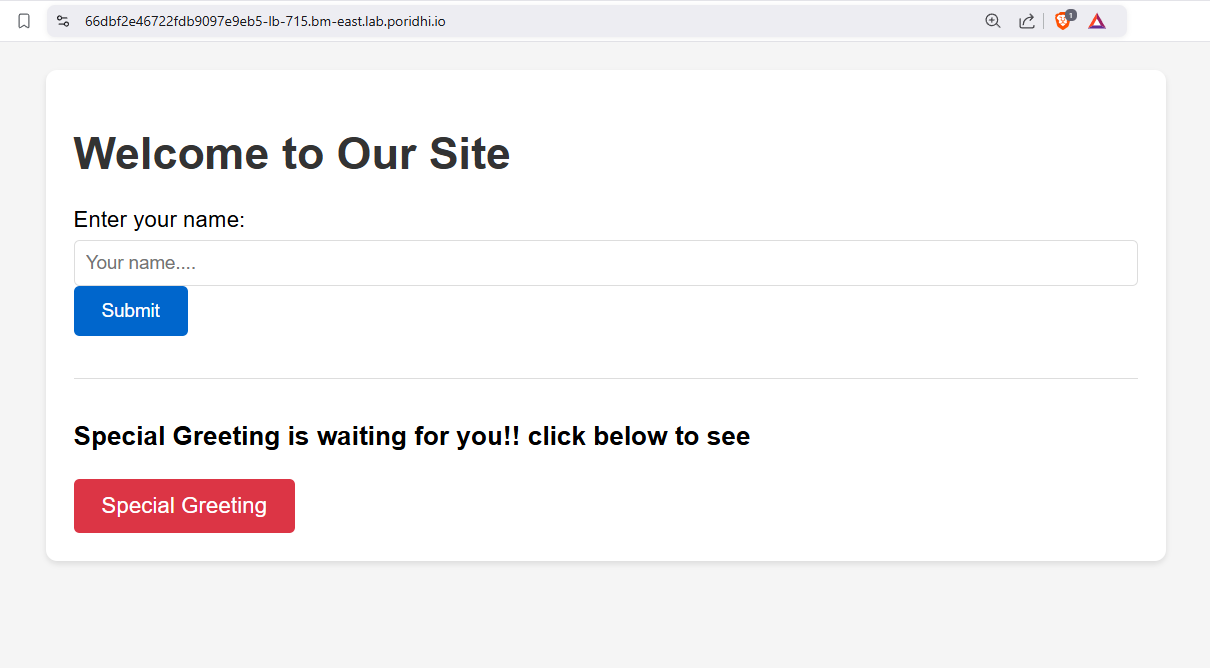 66dbf2e46722fdb9097e9eb5-lb-715.bm-east.lab.poridhi.io
1
Welcome to Our Site
Enter your name:
Your name....
Submit
Special Greeting is waiting for you!! click below to see
Special Greeting